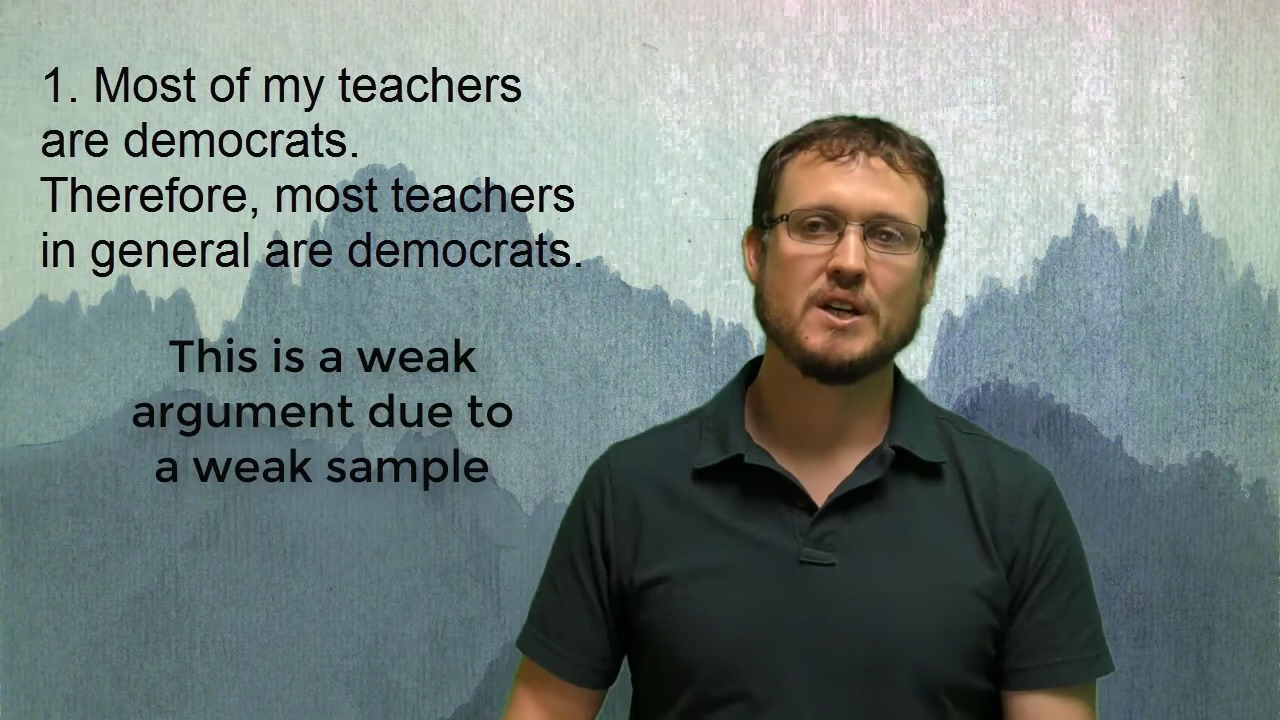 1. Most of my teachers
are democrats.
Therefore, most teachers
in general are democrats.
This is a weak
argument due to
a weak sample